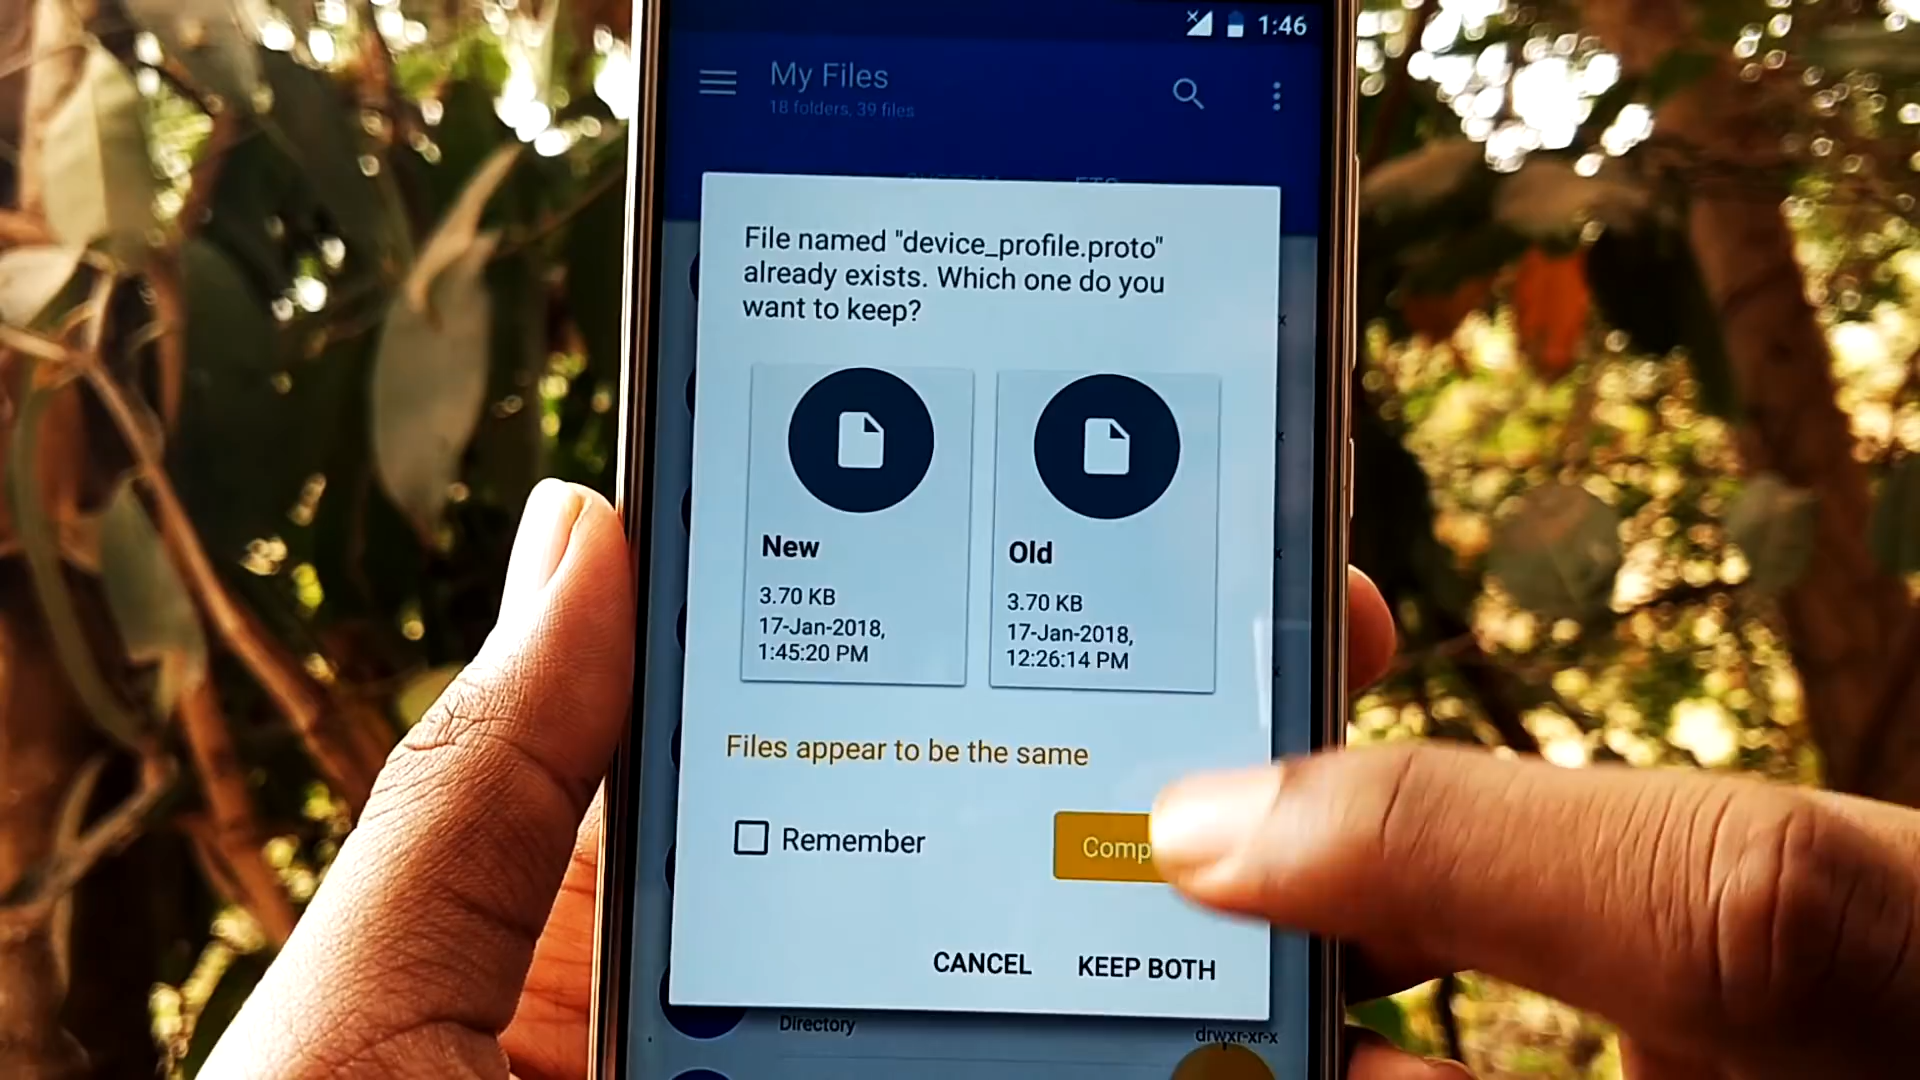 1:46
My Files
18 folders, 39 files
File named "device_profile.proto"
already exists. Which one do you
want to keep?
New
3.70 KB
17-Jan-2018,
1:45:20 PM
Old
3.70 KB
17-Jan-2018,
12:26:14 PM
Files appear to be the same
Remember
Comp
CANCEL
KEEP BOTH
Directory
drwxr-xr-x